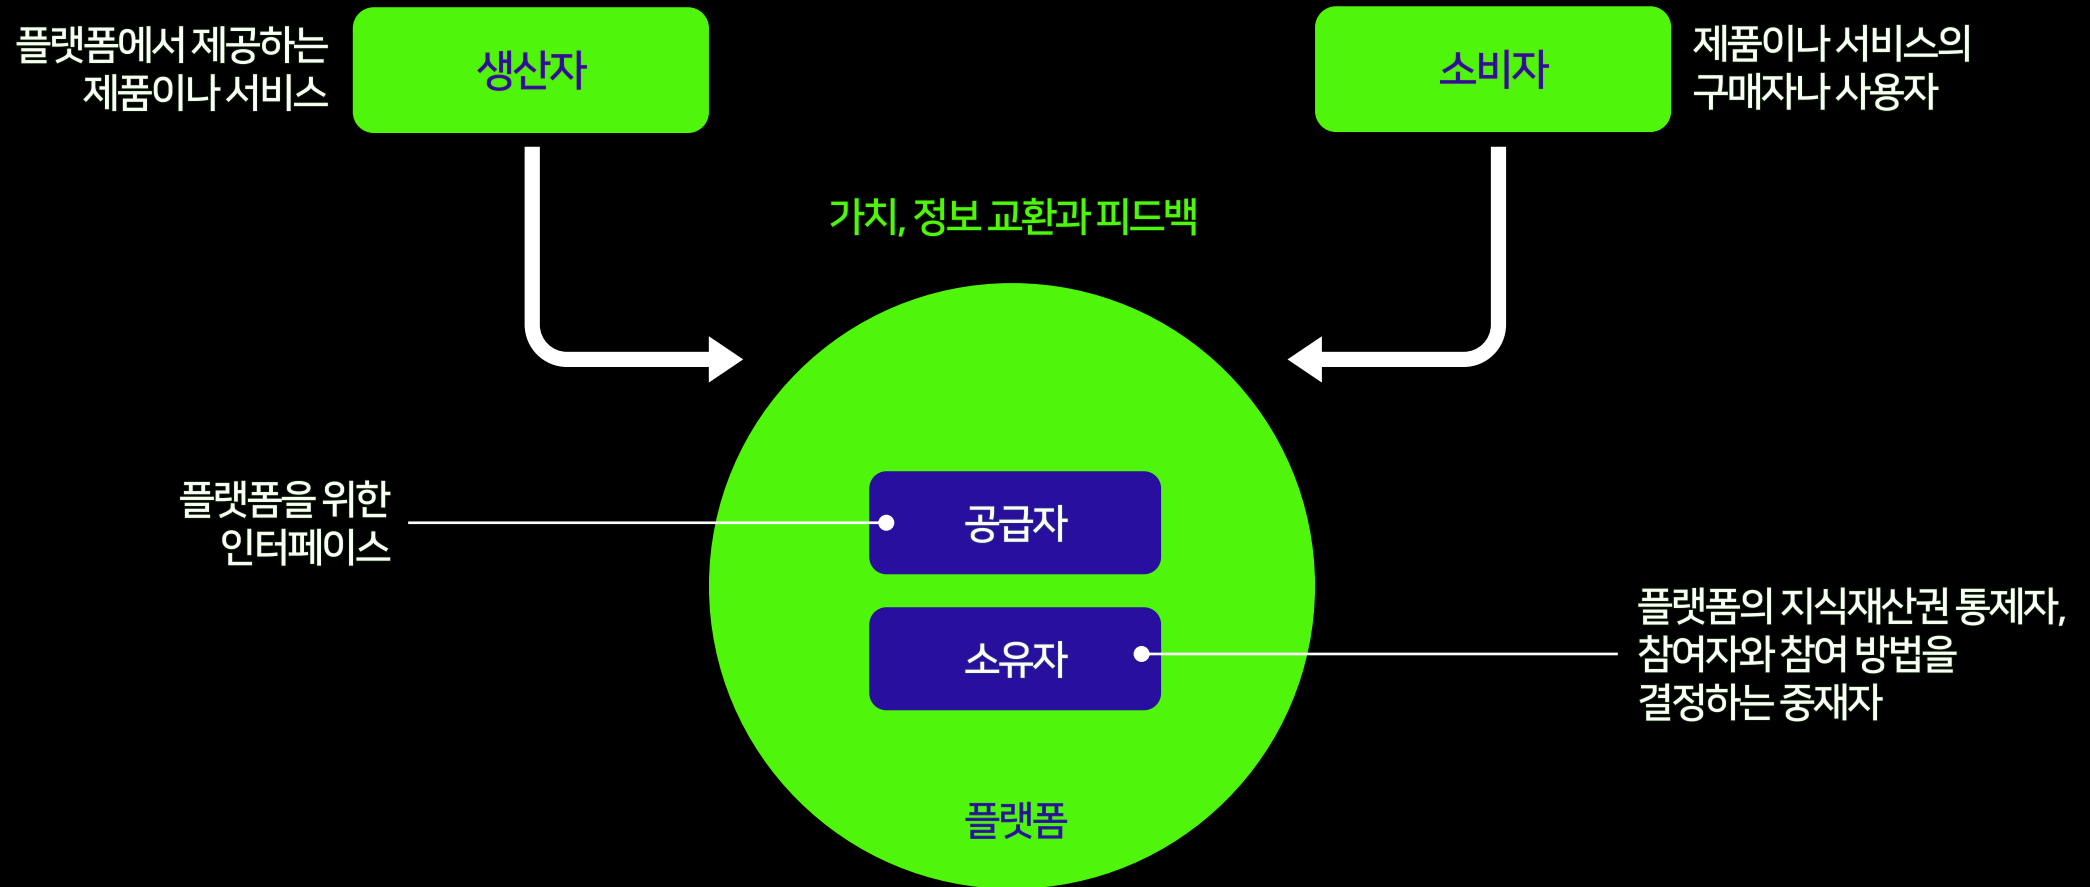 플랫폼에서 제공하는
제품이나 서비스
생산자
소비자
제품이나 서비스의
구매자나 사용자
가치, 정보 교환과 피드백
플랫폼을 위한
인터페이스
공급자
소유자
플랫폼의 지식재산권 통제자,
참여자와 참여 방법을
결정하는 중재자
플랫폼